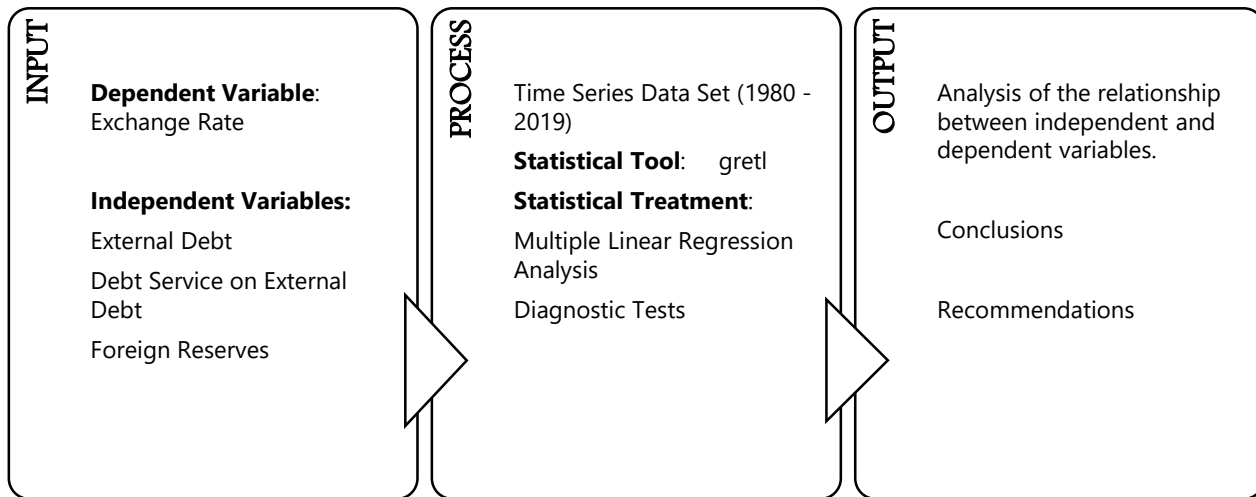 INPUT
Dependent Variable:
Exchange Rate
Independent Variables:
External Debt
Debt Service on External
Debt
Foreign Reserves
PROCESS
Time Series Data Set (1980 -
2019)
Statistical Tool: gretl
Statistical Treatment:
Multiple Linear Regression
Analysis
Diagnostic Tests
OUTPUT
Analysis of the relationship
between independent and
dependent variables.
Conclusions
Recommendations